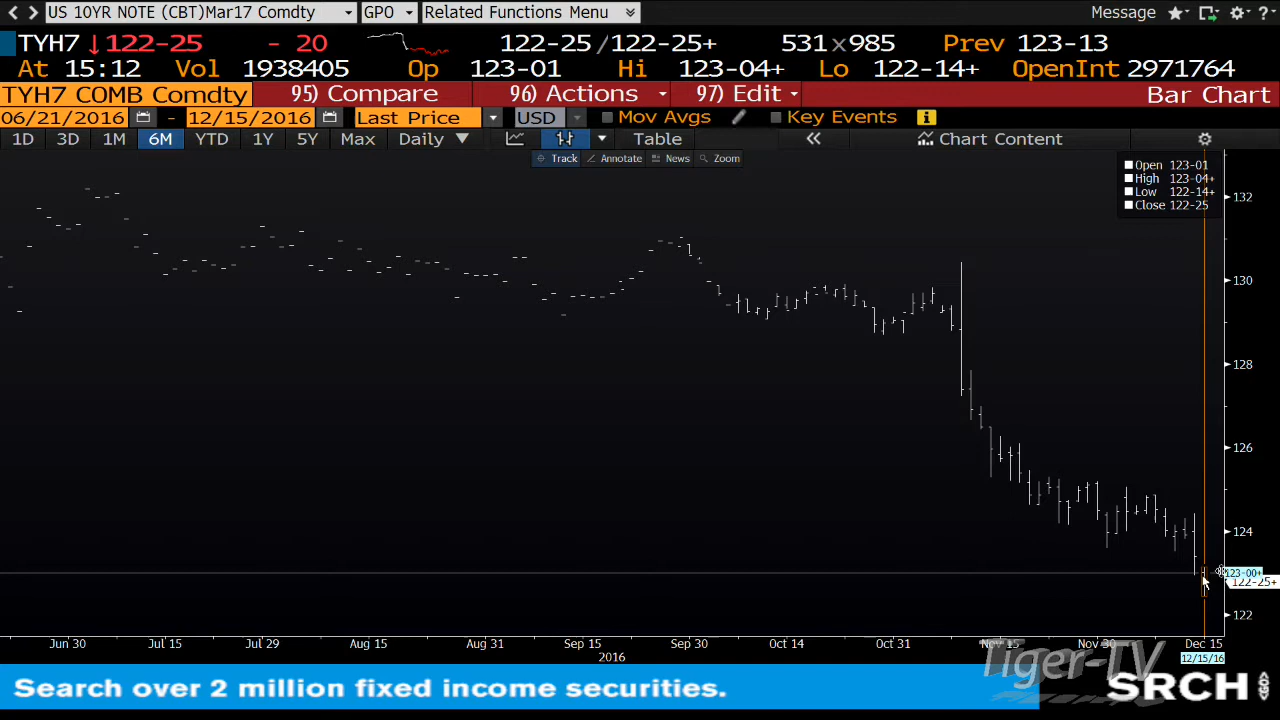 US 10YR NOTE (CBT)Mar17 Comdty GPO Related Functions Menu Message ?
TYH7 ↓122-25 - 20 122-25 /122-25+ 531x985 Prev 123-13
At 15:12 Vol 1938405 Op 123-01 Hi 123-04+ Lo 122-14+ OpenInt 2971764
TYH7 COMB Comdty 95) Compare 96) Actions 97) Edit Bar Chart
06/21/2016 - 12/15/2016 Last Price USD Mov Avgs Key Events i
1D 3D 1M 6M YTD 1Y 5Y Max Daily ▼ Table « Chart Content
Track Annotate News Zoom
Open 123-01
High 123-04+
Low 122-14+
Close 122-25
132
130
128
126
124
123-00+
122-25+
122
Jun 30 Jul 15 Jul 29 Aug 15 Aug 31 Sep 15 Sep 30 Oct 14 Oct 31 Nov 15 Nov 30 Dec 15
2016 12/15/16
Tiger-TV
Search over 2 million fixed income securities. SRCH <GO>